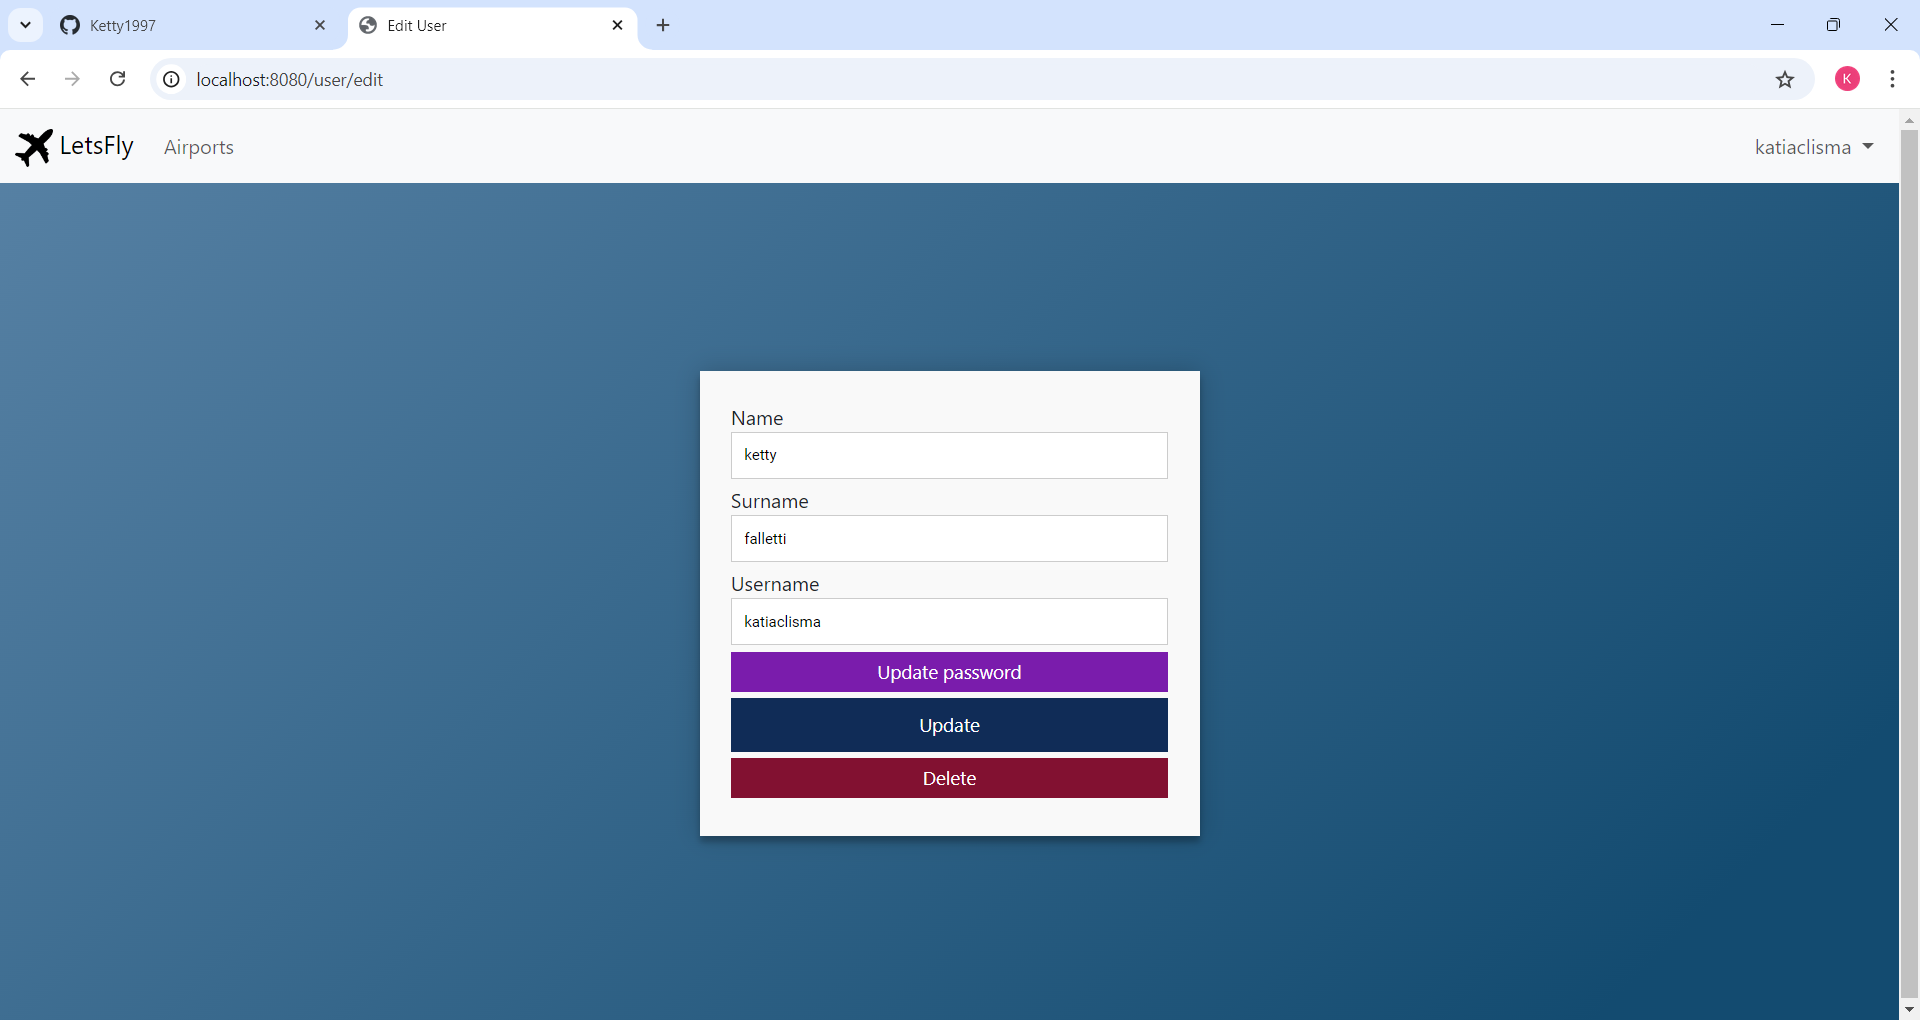 Ketty1997
Edit User
localhost:8080/user/edit
K
LetsFly
Airports
katiaclisma
Name
ketty
Surname
falletti
Username
katiaclisma
Update password
Update
Delete